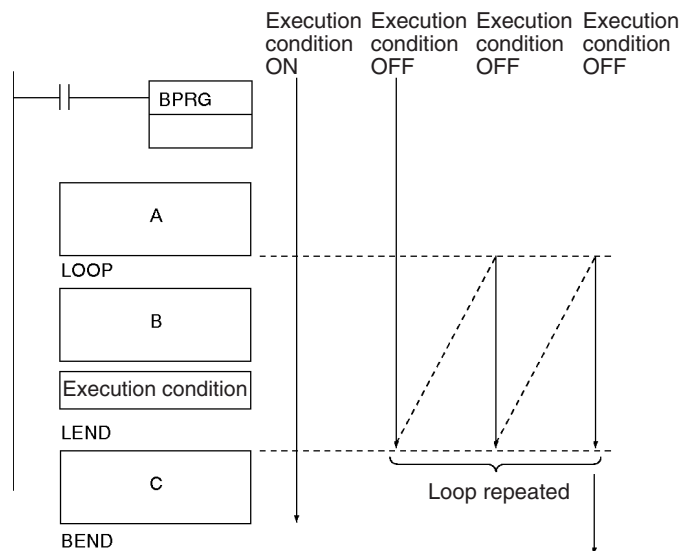 Execution condition ON
Execution condition OFF
Execution condition OFF
Execution condition OFF
BPRG
A
LOOP
B
Execution condition
LEND
C
Loop repeated
BEND